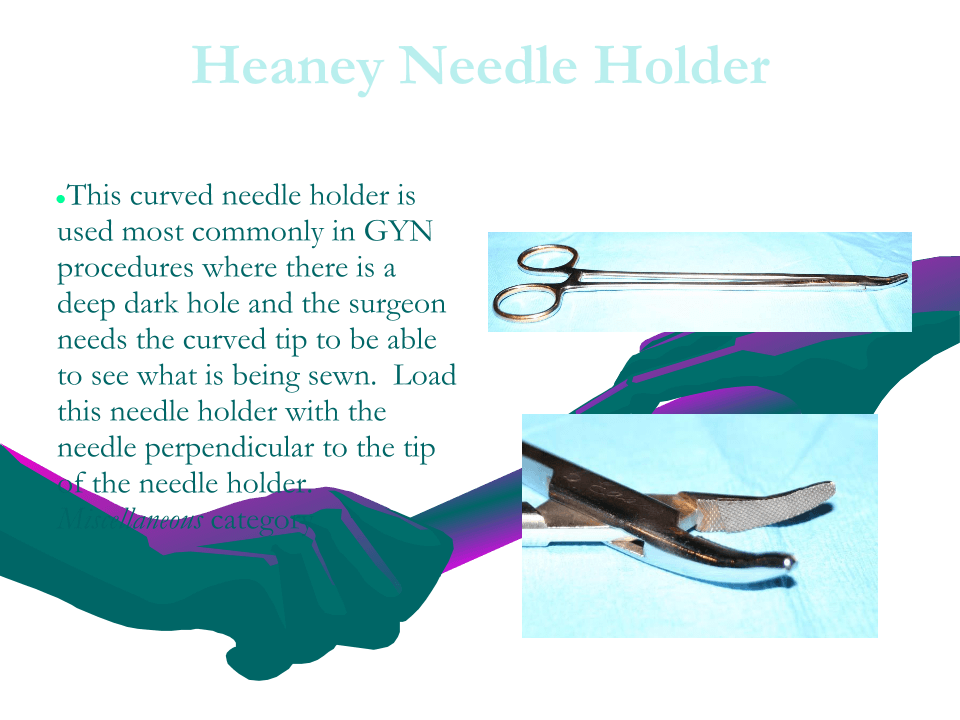 Heaney Needle Holder
●This curved needle holder is
used most commonly in GYN
procedures where there is a
deep dark hole and the surgeon
needs the curved tip to be able
to see what is being sewn.  Load
this needle holder with the
needle perpendicular to the tip
of the needle holder.
Miscellaneous category.